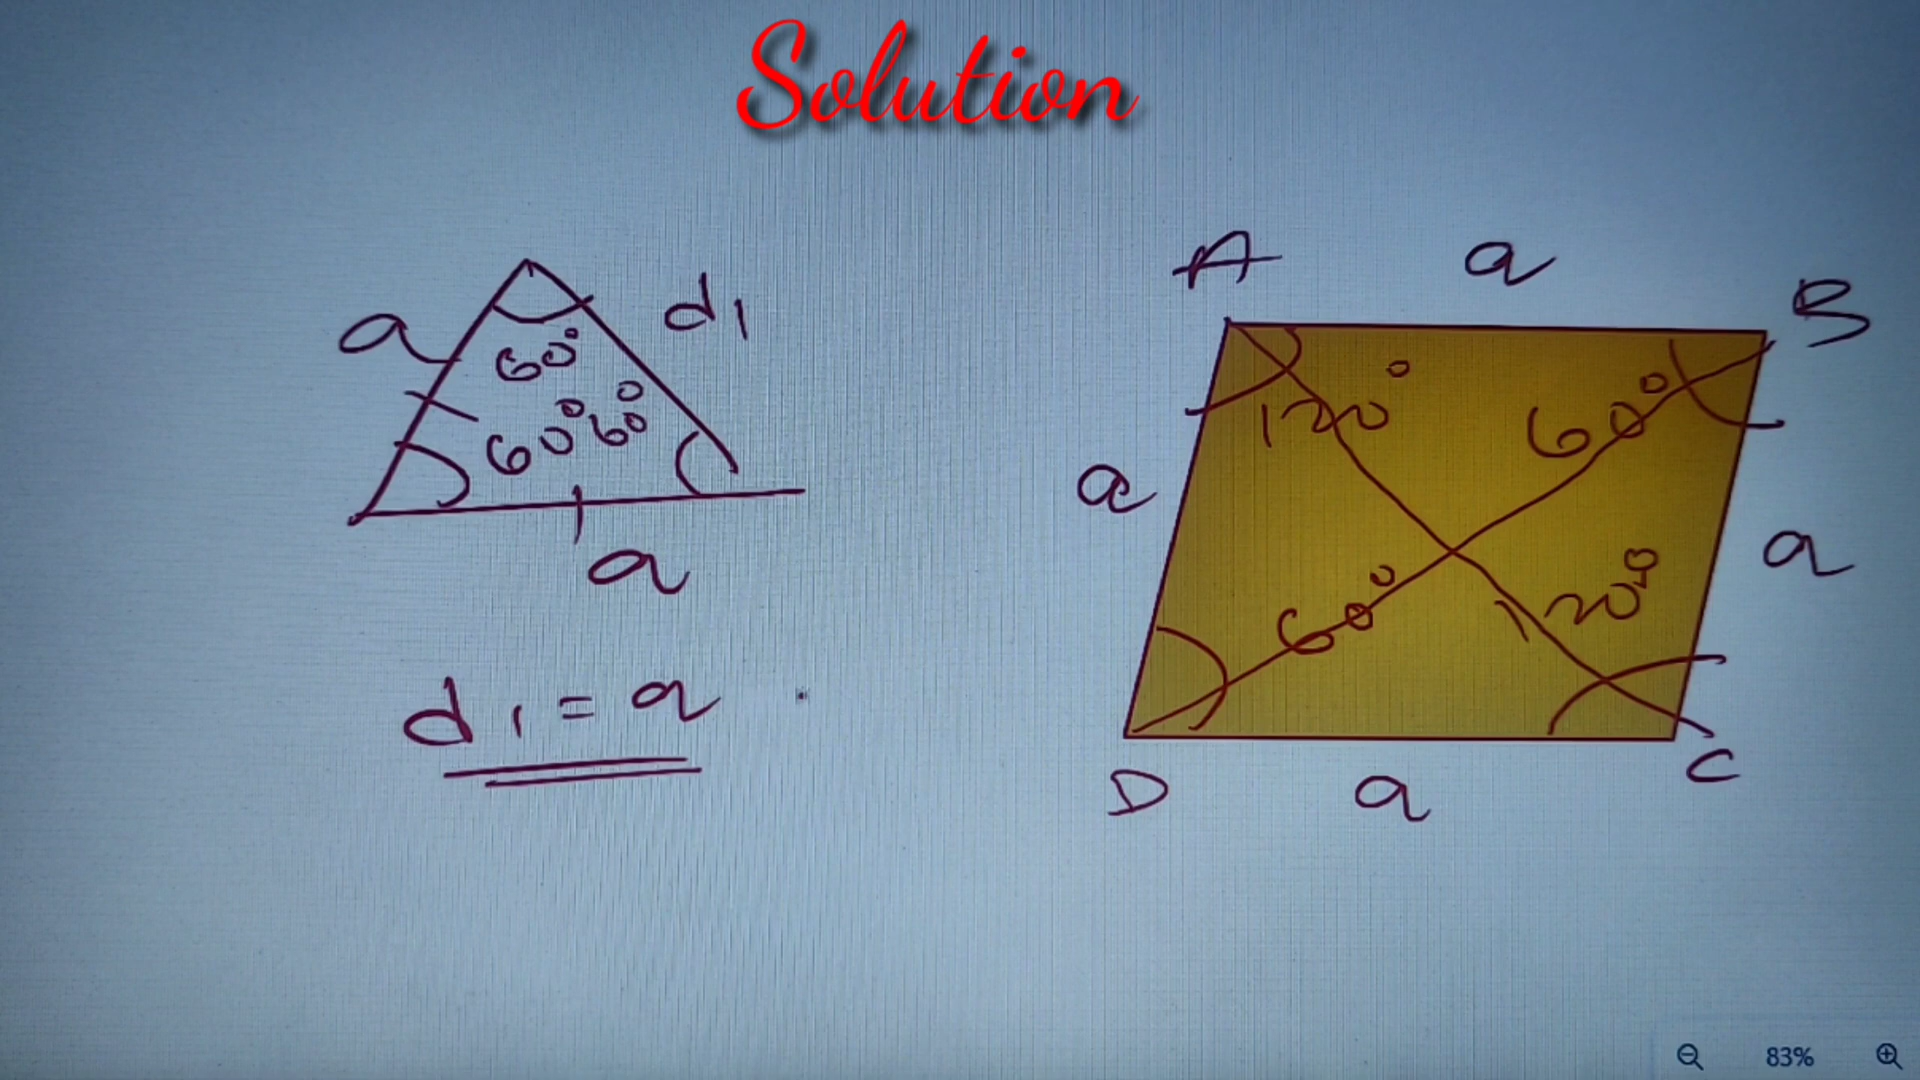 Solution
A a B
a d1
60°
60° 60°
a
d1 = a
120° 60°
a a
60° 120°
D a C
83%